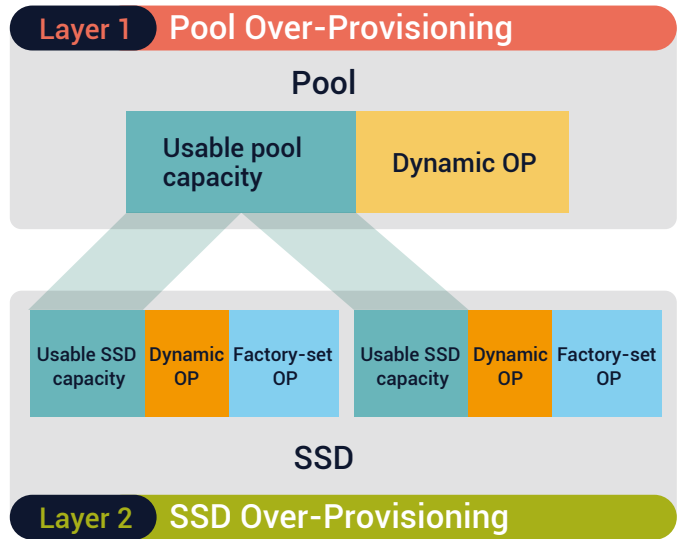 Layer 1 Pool Over-Provisioning
Pool
Usable pool
capacity
Dynamic OP
Usable SSD
capacity
Dynamic
OP
Factory-set
OP
Usable SSD
capacity
Dynamic
OP
Factory-set
OP
SSD
Layer 2 SSD Over-Provisioning